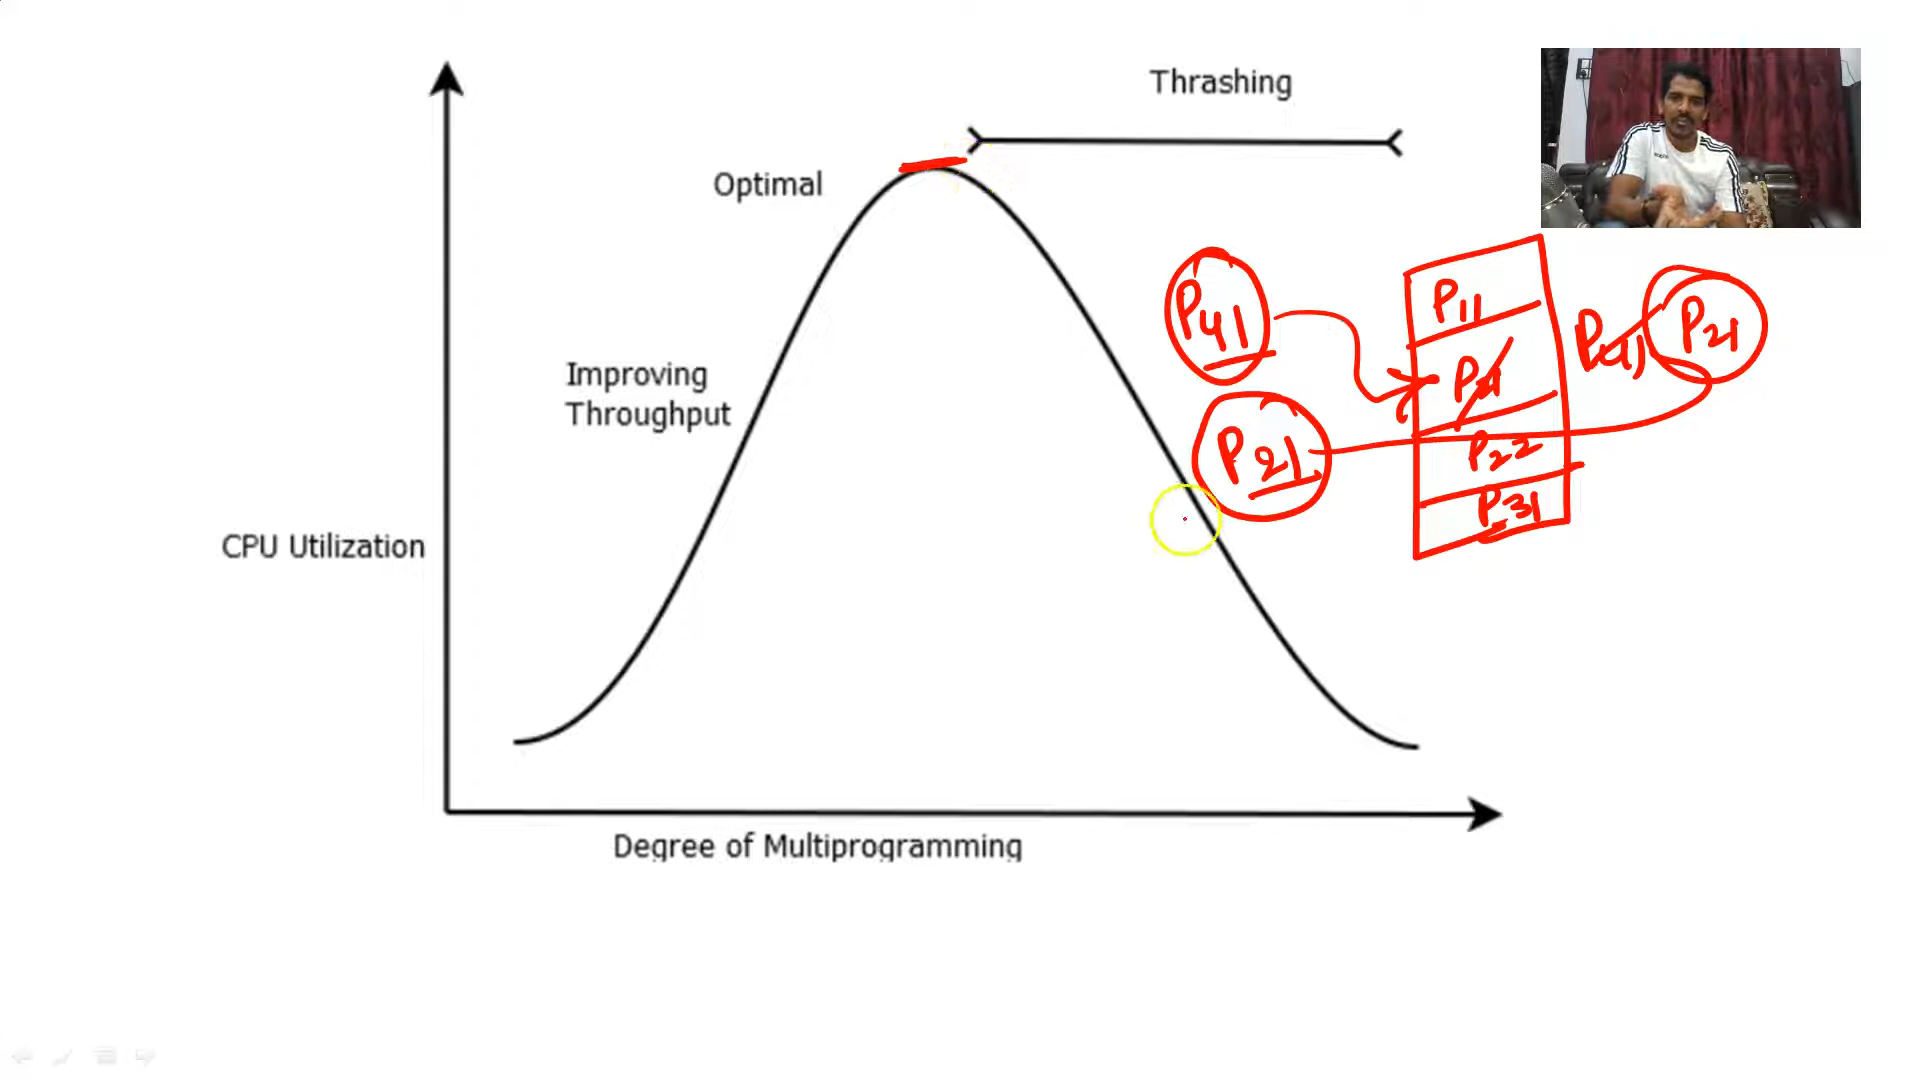 Thrashing
Optimal
Improving
Throughput
CPU Utilization
Degree of Multiprogramming
P41
P21
P11
P22
P31
P21